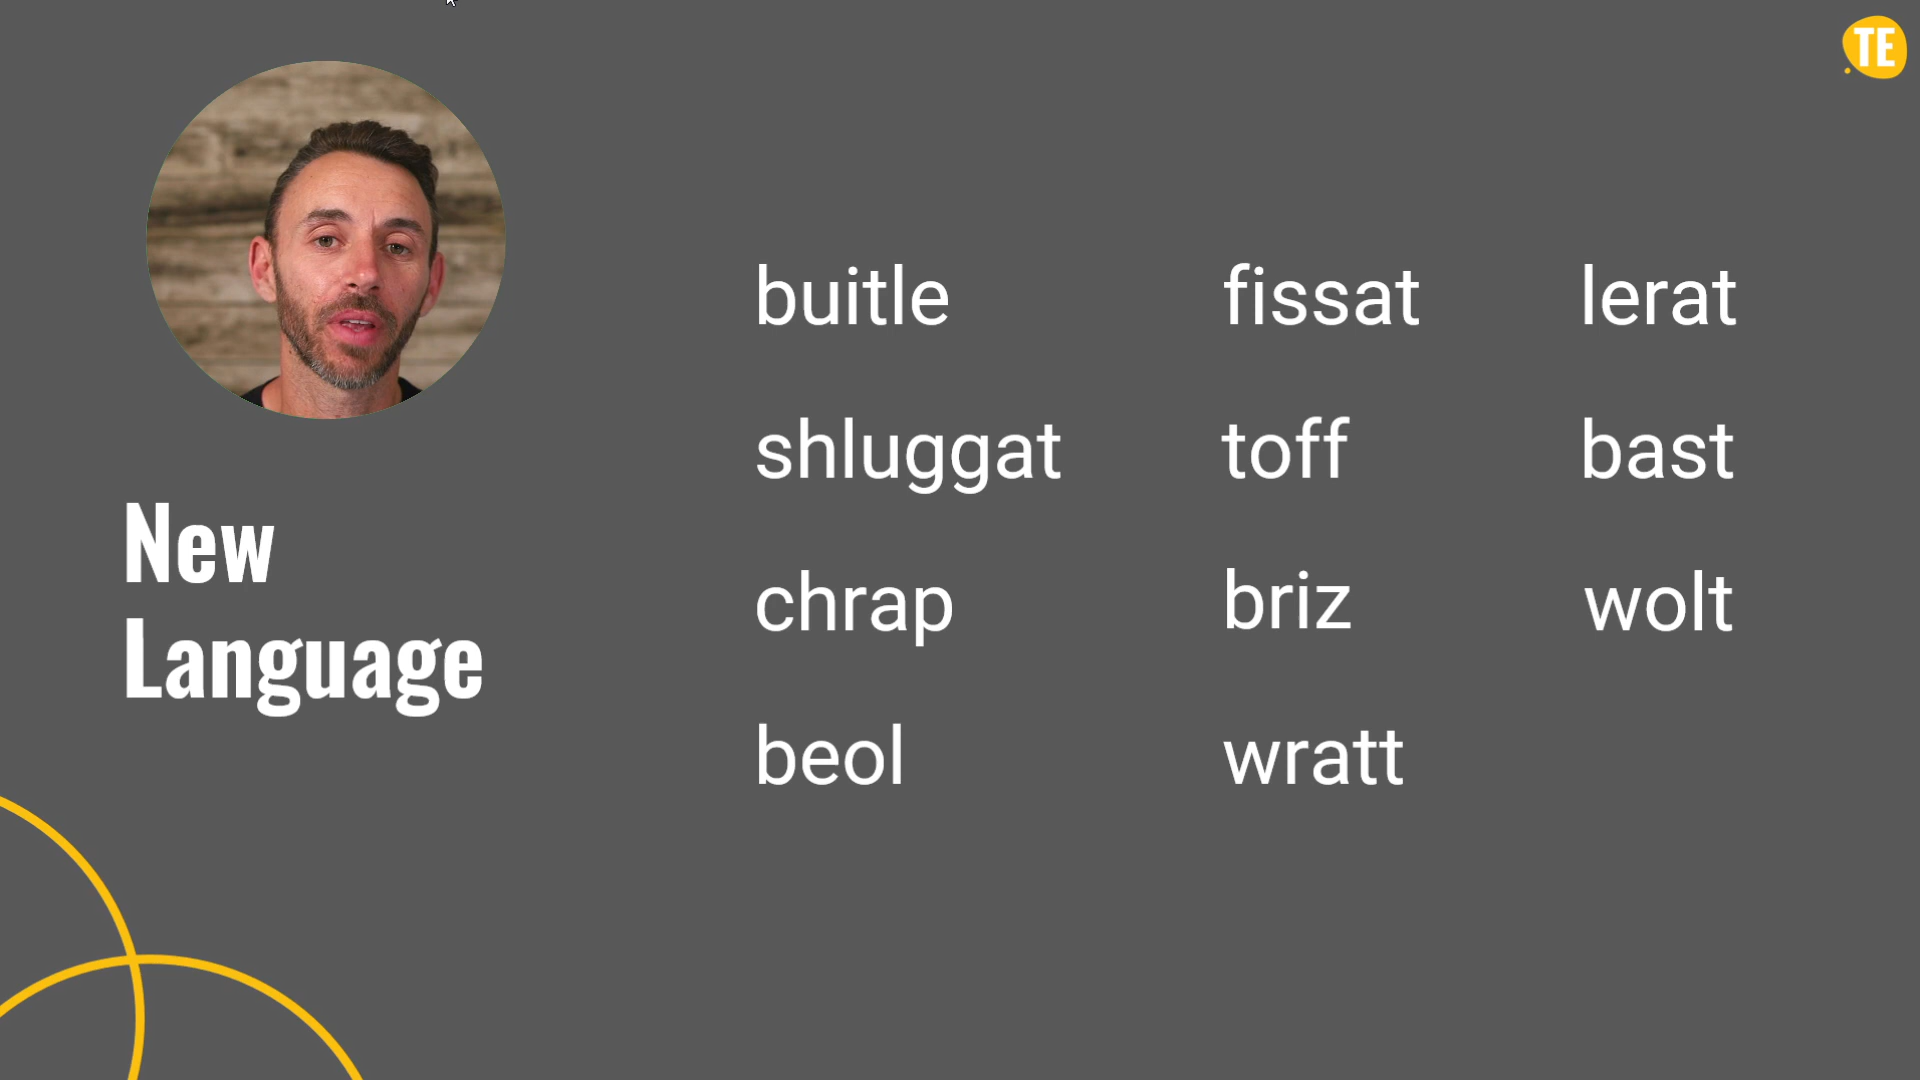 TE
New
Language
buitle
fissat
lerat
shluggat
toff
bast
chrap
briz
wolt
beol
wratt